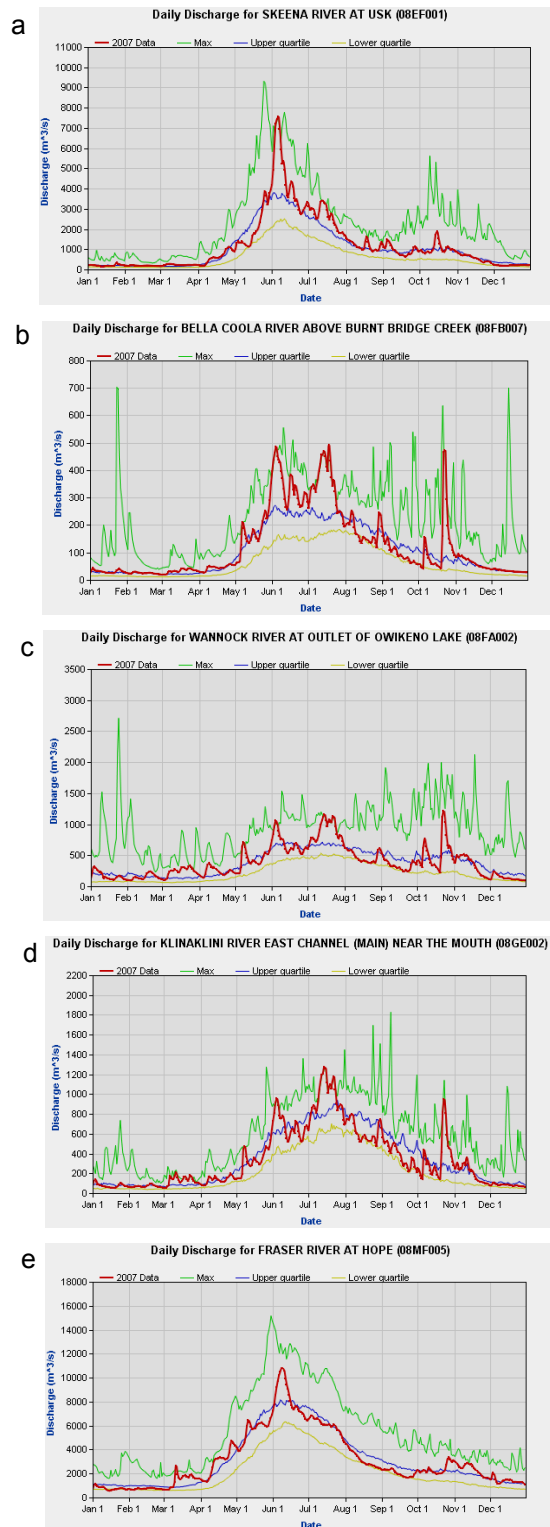 a
Daily Discharge for SKEENA RIVER AT USK (08EF001)
2007 Data Max Upper quartile Lower quartile
11000
10000
9000
8000
7000
6000
5000
4000
3000
2000
1000
0
Discharge (m^3/s)
Jan 1 Feb 1 Mar 1 Apr 1 May 1 Jun 1 Jul 1 Aug 1 Sep 1 Oct 1 Nov 1 Dec 1
Date
b
Daily Discharge for BELLA COOLA RIVER ABOVE BURNT BRIDGE CREEK (08FB007)
2007 Data Max Upper quartile Lower quartile
800
700
600
500
400
300
200
100
0
Discharge (m^3/s)
Jan 1 Feb 1 Mar 1 Apr 1 May 1 Jun 1 Jul 1 Aug 1 Sep 1 Oct 1 Nov 1 Dec 1
Date
c
Daily Discharge for WANNOCK RIVER AT OUTLET OF OWIKENO LAKE (08FA002)
2007 Data Max Upper quartile Lower quartile
3500
3000
2500
2000
1500
1000
500
0
Discharge (m^3/s)
Jan 1 Feb 1 Mar 1 Apr 1 May 1 Jun 1 Jul 1 Aug 1 Sep 1 Oct 1 Nov 1 Dec 1
Date
d
Daily Discharge for KLINAKLINI RIVER EAST CHANNEL (MAIN) NEAR THE MOUTH (08GE002)
2007 Data Max Upper quartile Lower quartile
2200
2000
1800
1600
1400
1200
1000
800
600
400
200
0
Discharge (m^3/s)
Jan 1 Feb 1 Mar 1 Apr 1 May 1 Jun 1 Jul 1 Aug 1 Sep 1 Oct 1 Nov 1 Dec 1
Date
e
Daily Discharge for FRASER RIVER AT HOPE (08MF005)
2007 Data Max Upper quartile Lower quartile
18000
16000
14000
12000
10000
8000
6000
4000
2000
0
Discharge (m^3/s)
Jan 1 Feb 1 Mar 1 Apr 1 May 1 Jun 1 Jul 1 Aug 1 Sep 1 Oct 1 Nov 1 Dec 1
Date